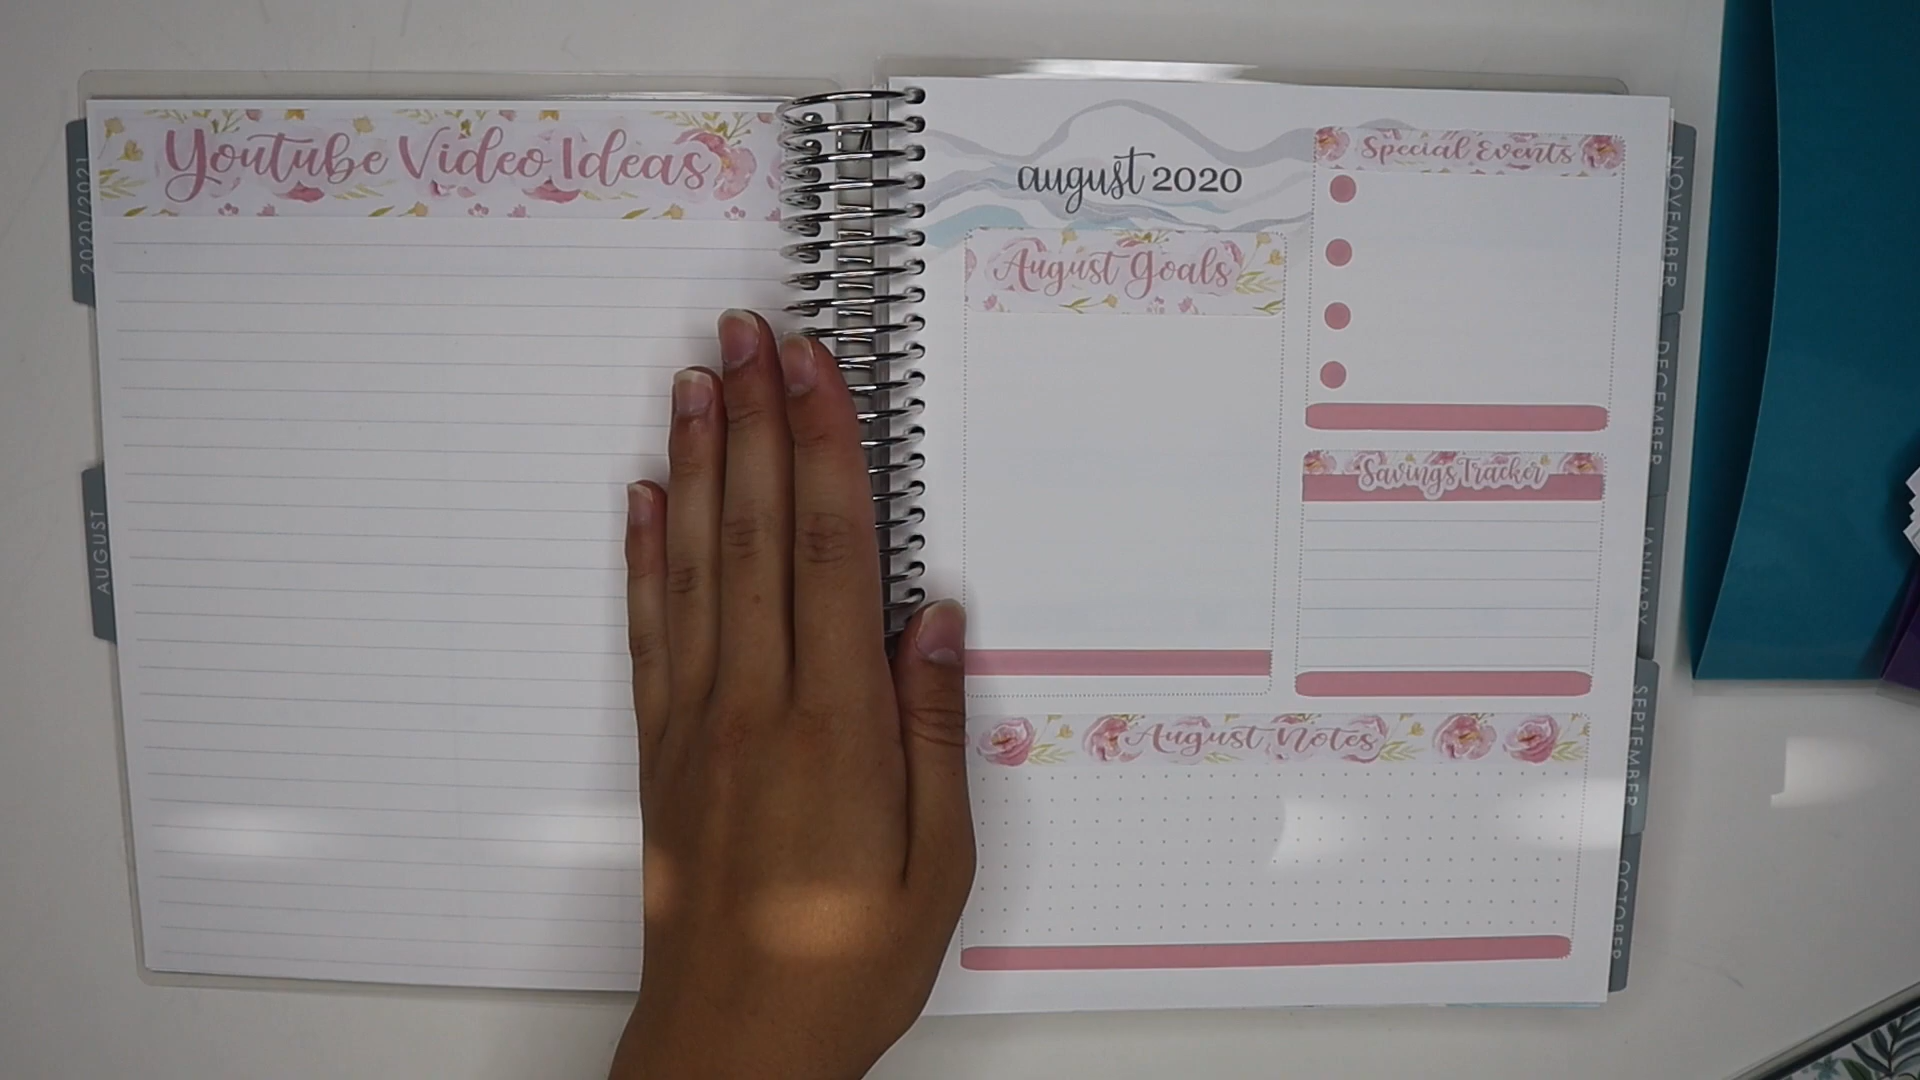 Youtube Video Ideas
2020/2021
AUGUST
august 2020
August Goals
Special Events
Savings Tracker
August Notes
NOVEMBER
DECEMBER
JANUARY
SEPTEMBER
OCTOBER